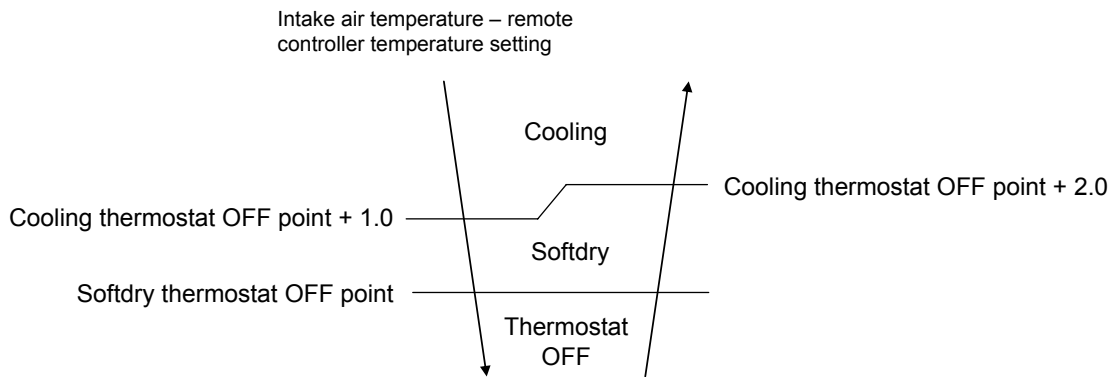 Intake air temperature – remote
controller temperature setting
Cooling
Cooling thermostat OFF point + 2.0
Cooling thermostat OFF point + 1.0
Softdry
Softdry thermostat OFF point
Thermostat
OFF